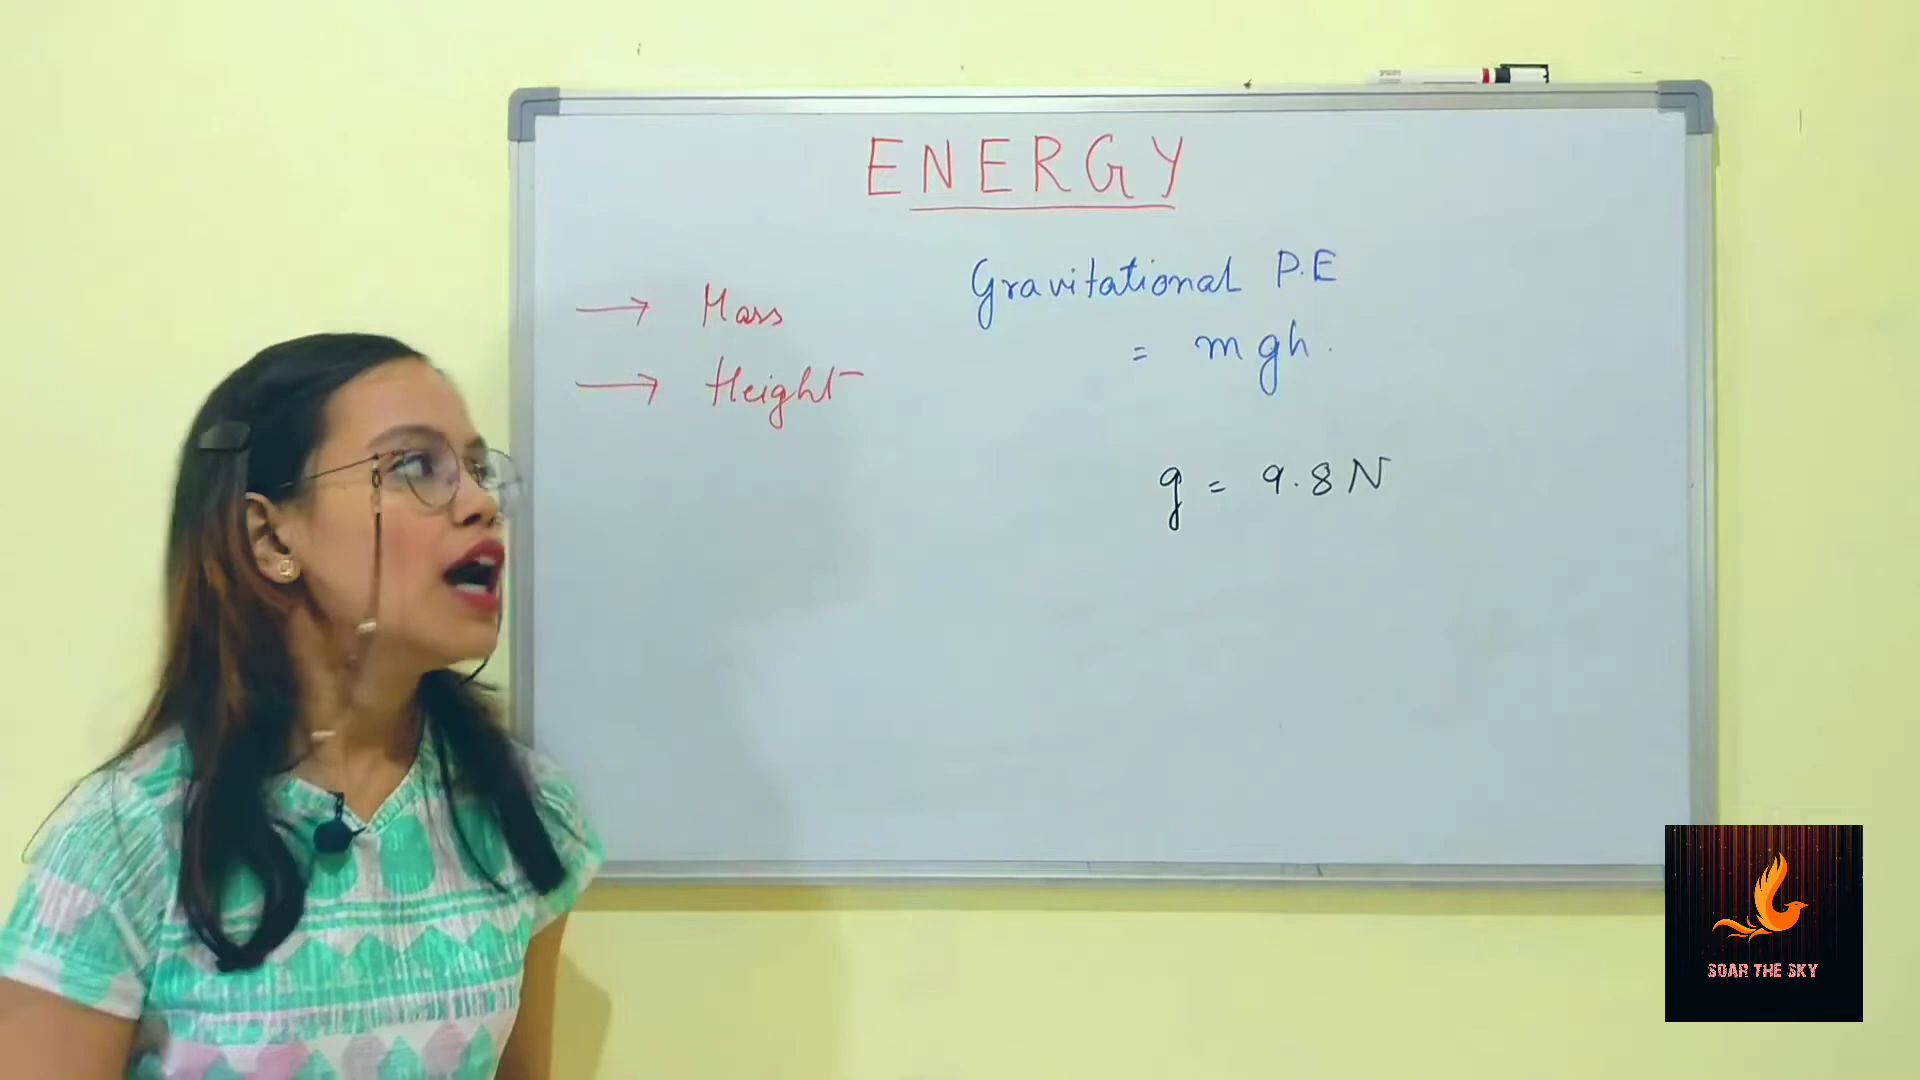 ENERGY
→ Mass
→ Height
Gravitational P.E
= mgh.
g = 9.8 N
SOAR THE SKY